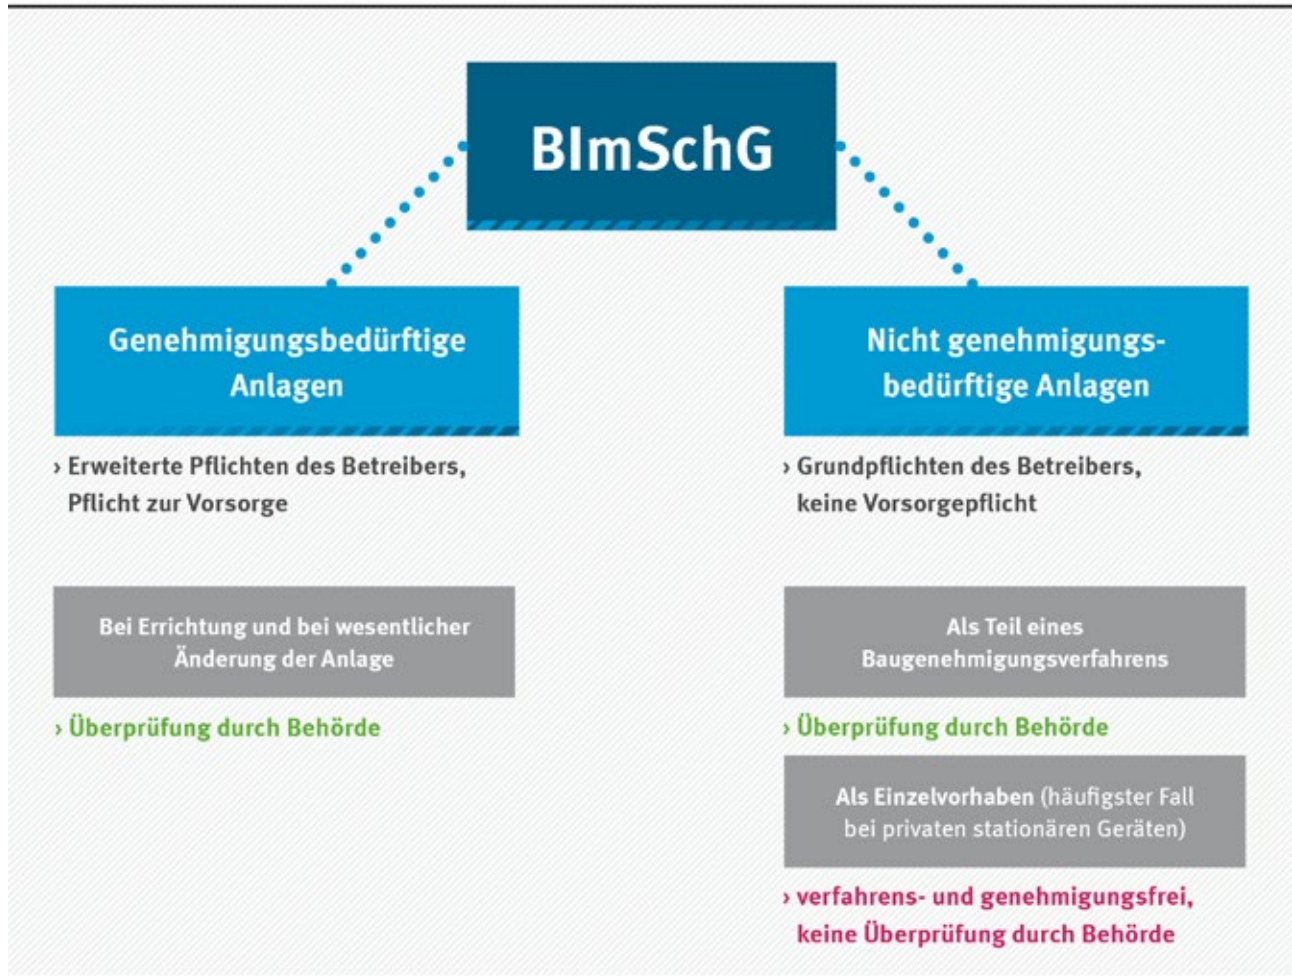 BImSchG
Genehmigungsbedürftige
Anlagen
› Erweiterte Pflichten des Betreibers,
Pflicht zur Vorsorge
Bei Errichtung und bei wesentlicher
Änderung der Anlage
› Überprüfung durch Behörde
Nicht genehmigungs-
bedürftige Anlagen
› Grundpflichten des Betreibers,
keine Vorsorgepflicht
Als Teil eines
Baugenehmigungsverfahrens
› Überprüfung durch Behörde
Als Einzelvorhaben (häufigster Fall
bei privaten stationären Geräten)
› verfahrens- und genehmigungsfrei,
keine Überprüfung durch Behörde